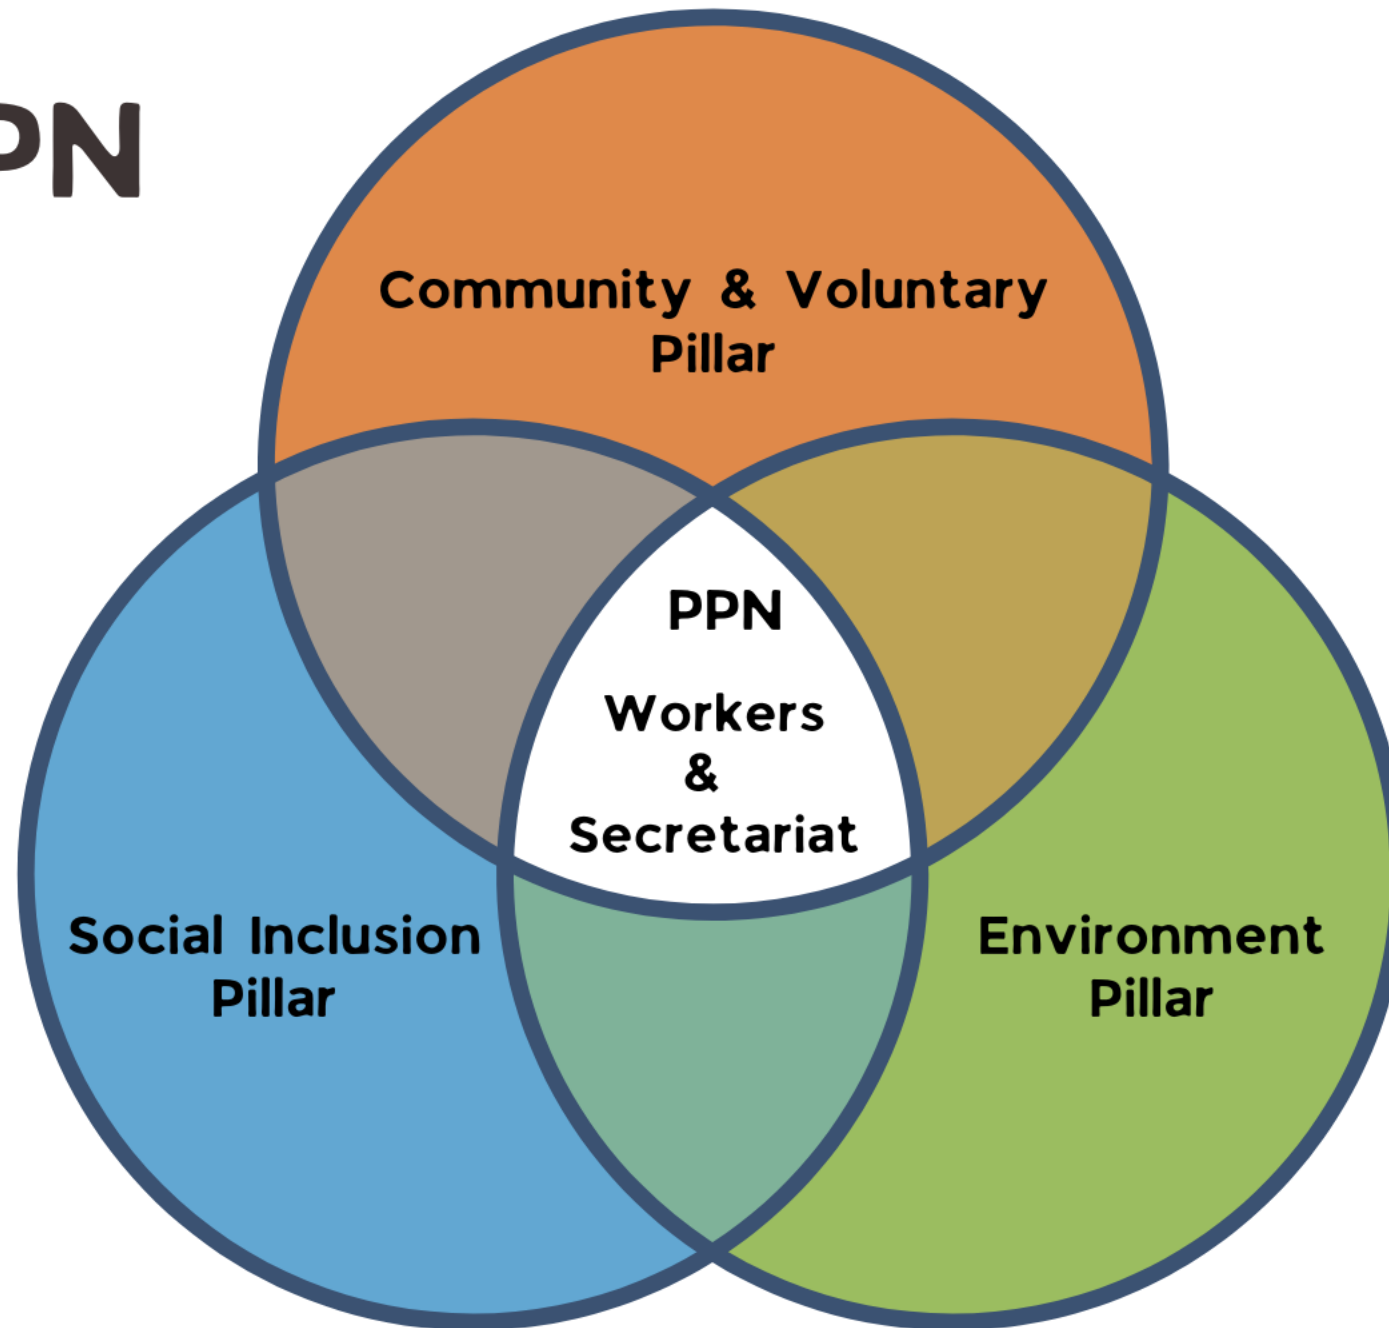 PN
Community & Voluntary
Pillar
PPN
Workers
&
Secretariat
Social Inclusion
Pillar
Environment
Pillar